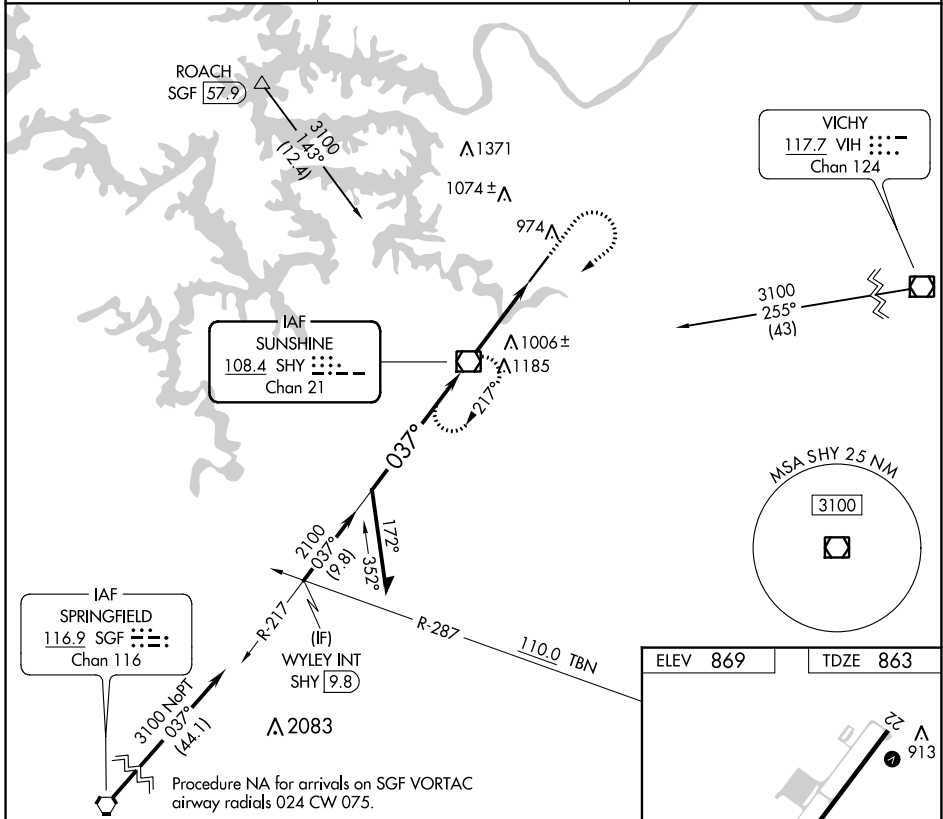 ROACH
SGF 57.9
3100
143°
(12.4)
1371
1074 ±
974
VICHY
117.7 VIH
Chan 124
3100
255°
(43)
IAF
SUNSHINE
108.4 SHY
Chan 21
1006 ±
1185
217°
037°
MSA SHY 25 NM
3100
2100
037°
(9.8)
172°
352°
IAF
SPRINGFIELD
116.9 SGF
Chan 116
R-217
(IF)
WYLEY INT
SHY 9.8
R-287
110.0 TBN
3100 NoPT
037°
(44.1)
2083
Procedure NA for arrivals on SGF VORTAC
airway radials 024 CW 075.
ELEV 869
TDZE 863
22
913
V